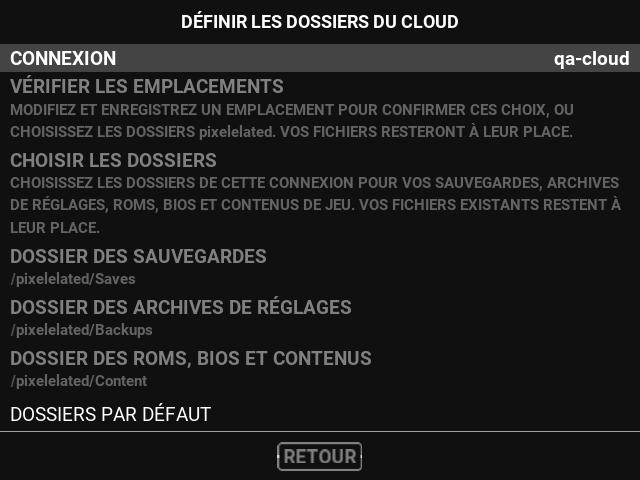 DÉFINIR LES DOSSIERS DU CLOUD
CONNEXION qa-cloud
VÉRIFIER LES EMPLACEMENTS
MODIFIEZ ET ENREGISTREZ UN EMPLACEMENT POUR CONFIRMER CES CHOIX, OU
CHOISISSEZ LES DOSSIERS pixelelated. VOS FICHIERS RESTERONT À LEUR PLACE.
CHOISIR LES DOSSIERS
CHOISISSEZ LES DOSSIERS DE CETTE CONNEXION POUR VOS SAUVEGARDES, ARCHIVES
DE RÉGLAGES, ROMS, BIOS ET CONTENUS DE JEU. VOS FICHIERS EXISTANTS RESTENT À
LEUR PLACE.
DOSSIER DES SAUVEGARDES
/pixelelated/Saves
DOSSIER DES ARCHIVES DE RÉGLAGES
/pixelelated/Backups
DOSSIER DES ROMS, BIOS ET CONTENUS
/pixelelated/Content
DOSSIERS PAR DÉFAUT
RETOUR